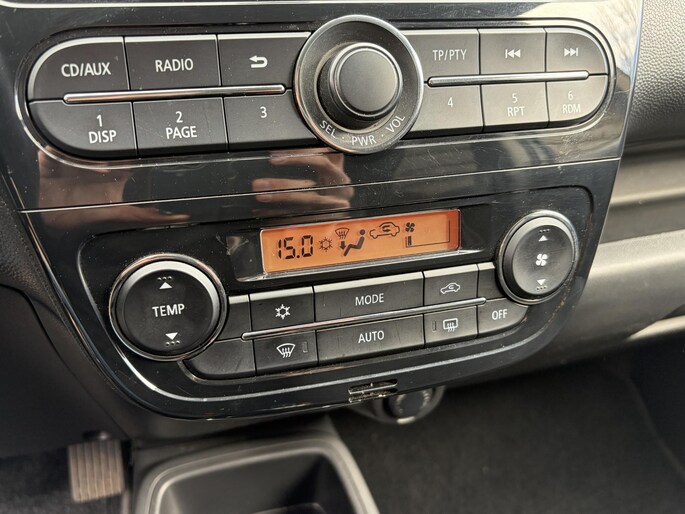 CD/AUX RADIO TP/PTY
1 DISP 2 PAGE 3 4 5 RPT 6 RDM
SEL · PWR · VOL
15.0
TEMP MODE
AUTO OFF